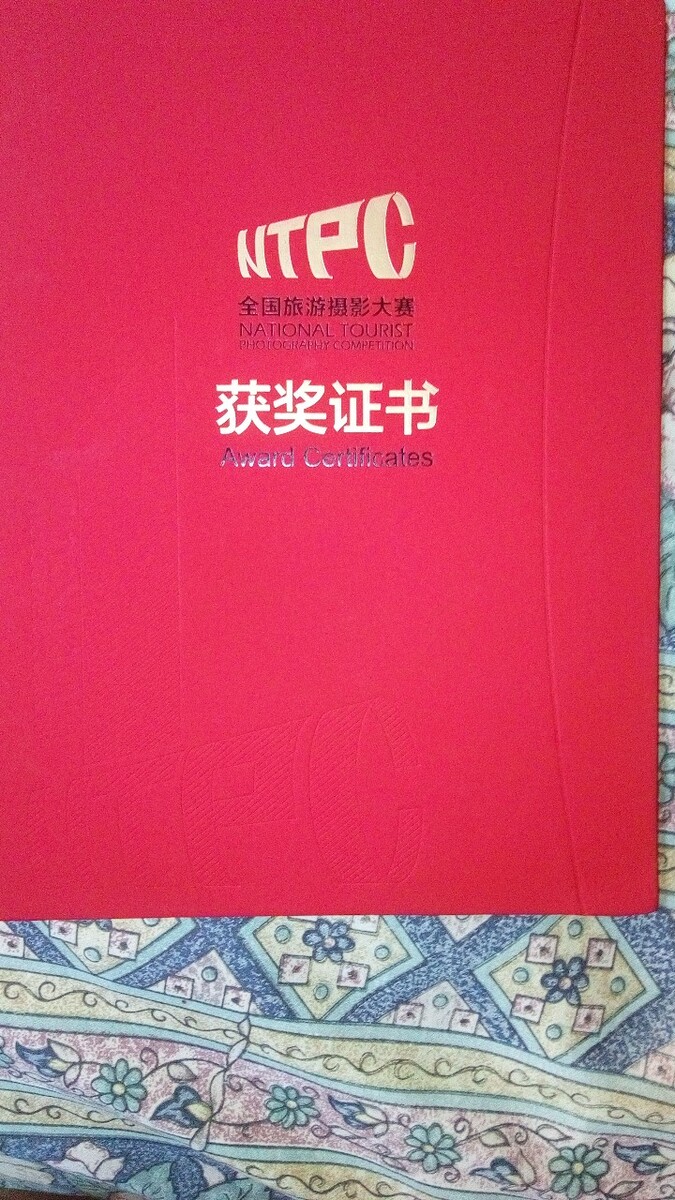 NTPC
全国旅游摄影大赛
NATIONAL TOURIST
PHOTOGRAPHY COMPETITION
获奖证书
Award Certificates